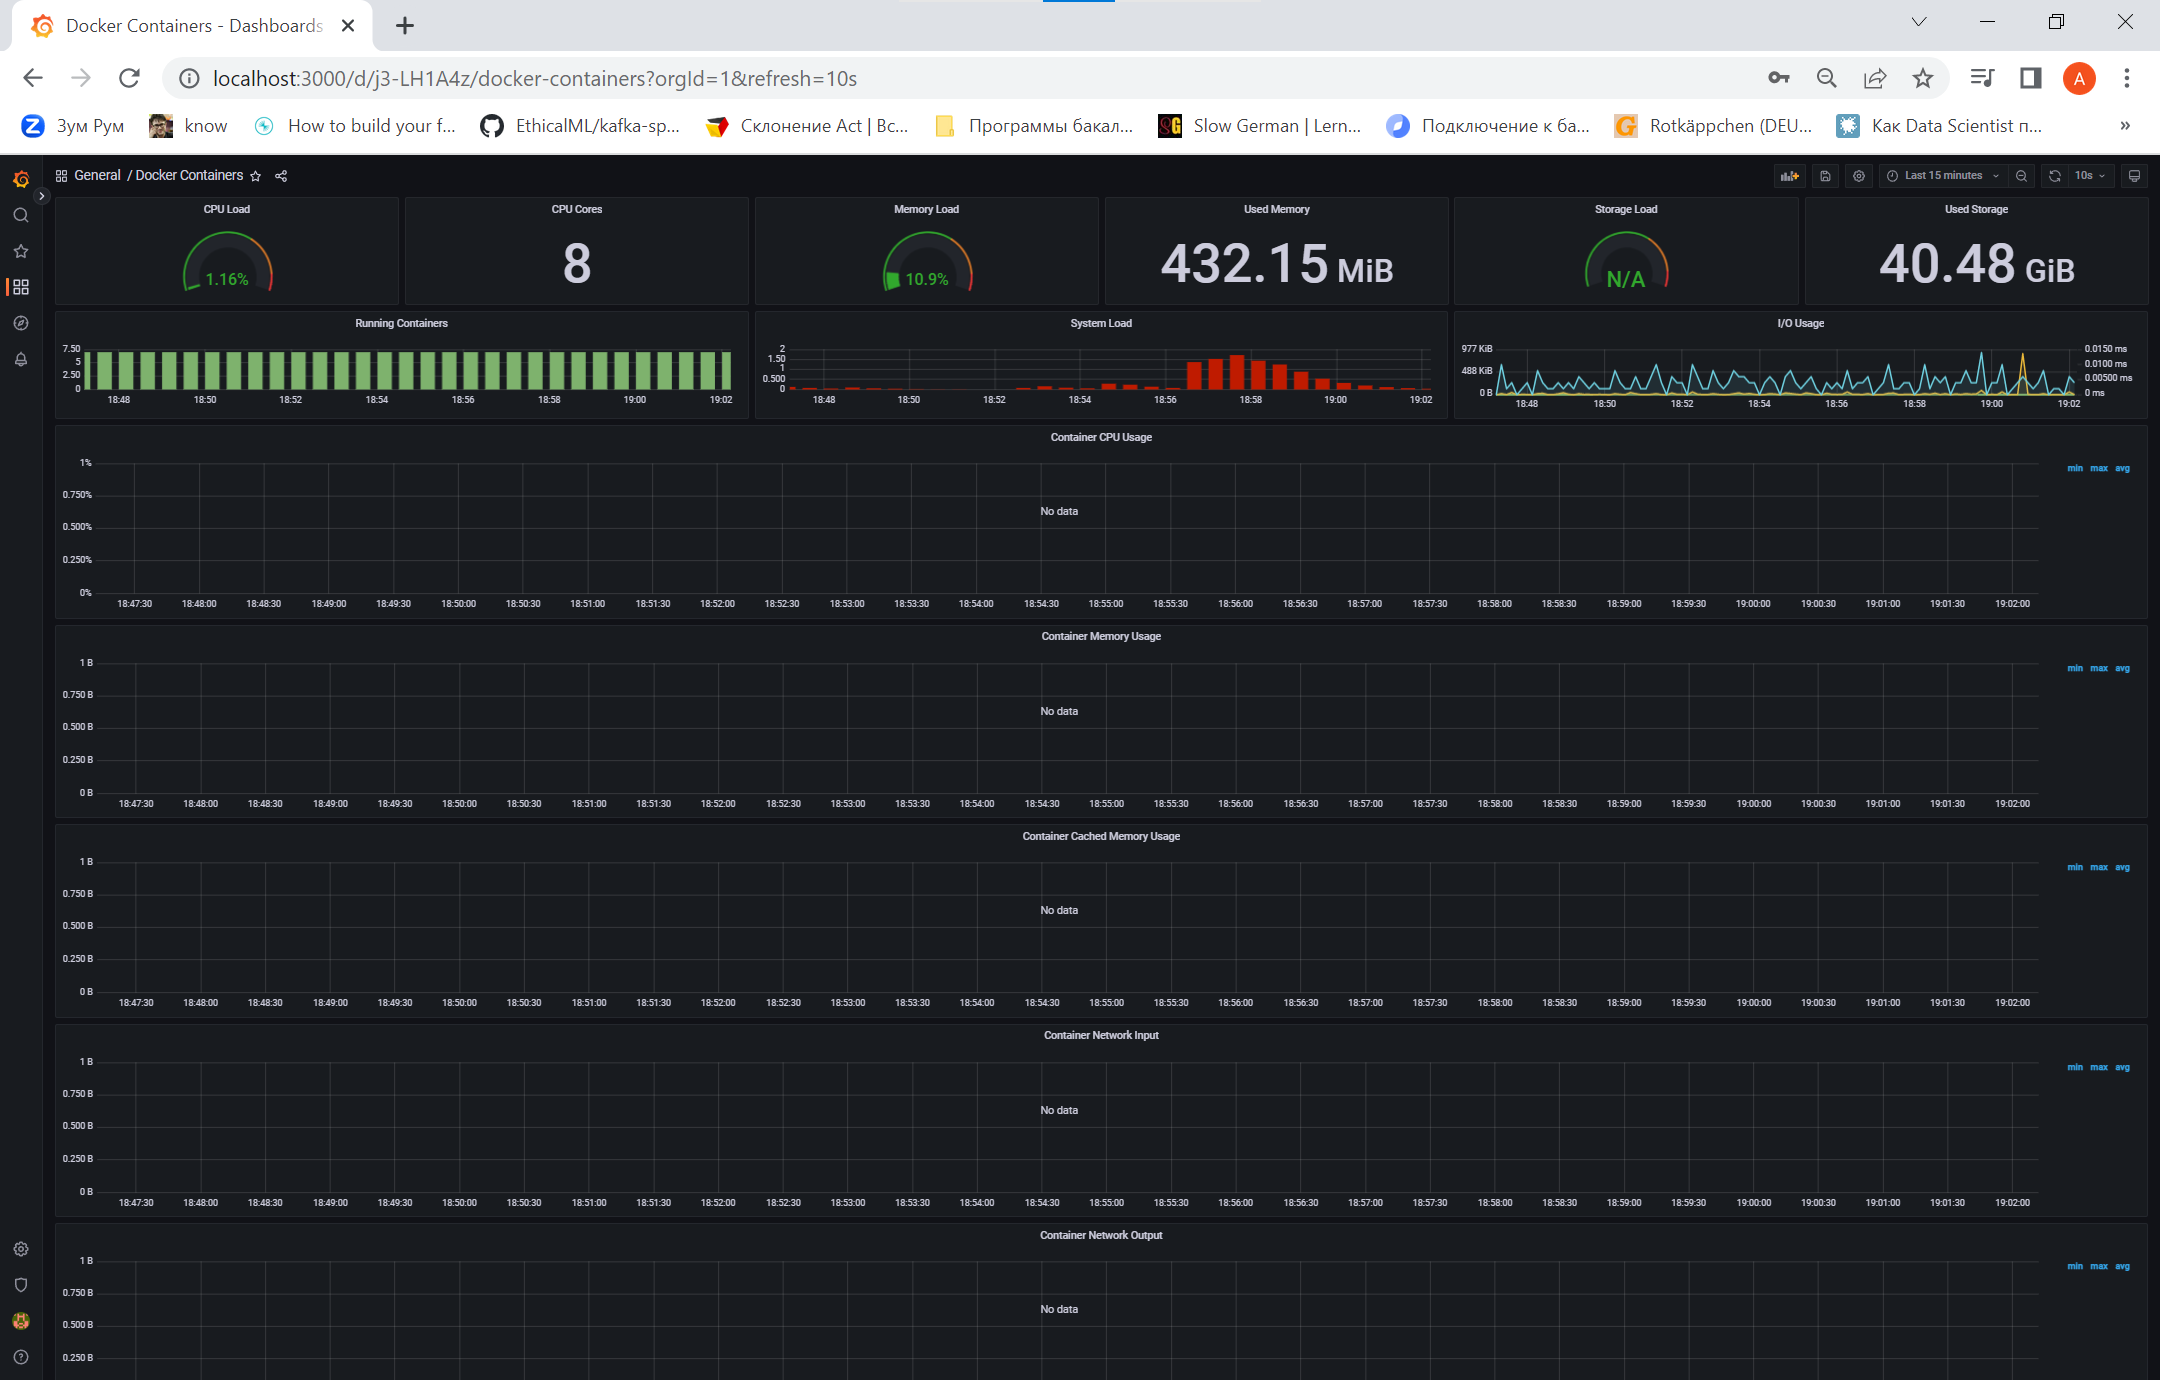 Docker Containers - Dashboards
localhost:3000/d/j3-LH1A4z/docker-containers?orgId=1&refresh=10s
A
Зум Рум
know
How to build your f...
EthicalML/kafka-sp...
Склонение Act | Вс...
Программы бакал...
Slow German | Lern...
Подключение к ба...
Rotkäppchen (DEU...
Как Data Scientist п...
»
General / Docker Containers
Last 15 minutes
10s
CPU Load
1.16%
CPU Cores
8
Memory Load
10.9%
Used Memory
432.15 MiB
Storage Load
N/A
Used Storage
40.48 GiB
Running Containers
7.50
5
2.50
0
18:48 18:50 18:52 18:54 18:56 18:58 19:00 19:02
System Load
2
1.50
1
0.500
0
18:48 18:50 18:52 18:54 18:56 18:58 19:00 19:02
I/O Usage
977 KiB
488 KiB
0 B
0.0150 ms
0.0100 ms
0.00500 ms
0 ms
18:48 18:50 18:52 18:54 18:56 18:58 19:00 19:02
Container CPU Usage
1%
0.750%
0.500%
0.250%
0%
No data
min max avg
18:47:30 18:48:00 18:48:30 18:49:00 18:49:30 18:50:00 18:50:30 18:51:00 18:51:30 18:52:00 18:52:30 18:53:00 18:53:30 18:54:00 18:54:30 18:55:00 18:55:30 18:56:00 18:56:30 18:57:00 18:57:30 18:58:00 18:58:30 18:59:00 18:59:30 19:00:00 19:00:30 19:01:00 19:01:30 19:02:00
Container Memory Usage
1 B
0.750 B
0.500 B
0.250 B
0 B
No data
min max avg
18:47:30 18:48:00 18:48:30 18:49:00 18:49:30 18:50:00 18:50:30 18:51:00 18:51:30 18:52:00 18:52:30 18:53:00 18:53:30 18:54:00 18:54:30 18:55:00 18:55:30 18:56:00 18:56:30 18:57:00 18:57:30 18:58:00 18:58:30 18:59:00 18:59:30 19:00:00 19:00:30 19:01:00 19:01:30 19:02:00
Container Cached Memory Usage
1 B
0.750 B
0.500 B
0.250 B
0 B
No data
min max avg
18:47:30 18:48:00 18:48:30 18:49:00 18:49:30 18:50:00 18:50:30 18:51:00 18:51:30 18:52:00 18:52:30 18:53:00 18:53:30 18:54:00 18:54:30 18:55:00 18:55:30 18:56:00 18:56:30 18:57:00 18:57:30 18:58:00 18:58:30 18:59:00 18:59:30 19:00:00 19:00:30 19:01:00 19:01:30 19:02:00
Container Network Input
1 B
0.750 B
0.500 B
0.250 B
0 B
No data
min max avg
18:47:30 18:48:00 18:48:30 18:49:00 18:49:30 18:50:00 18:50:30 18:51:00 18:51:30 18:52:00 18:52:30 18:53:00 18:53:30 18:54:00 18:54:30 18:55:00 18:55:30 18:56:00 18:56:30 18:57:00 18:57:30 18:58:00 18:58:30 18:59:00 18:59:30 19:00:00 19:00:30 19:01:00 19:01:30 19:02:00
Container Network Output
1 B
0.750 B
0.500 B
0.250 B
No data
min max avg